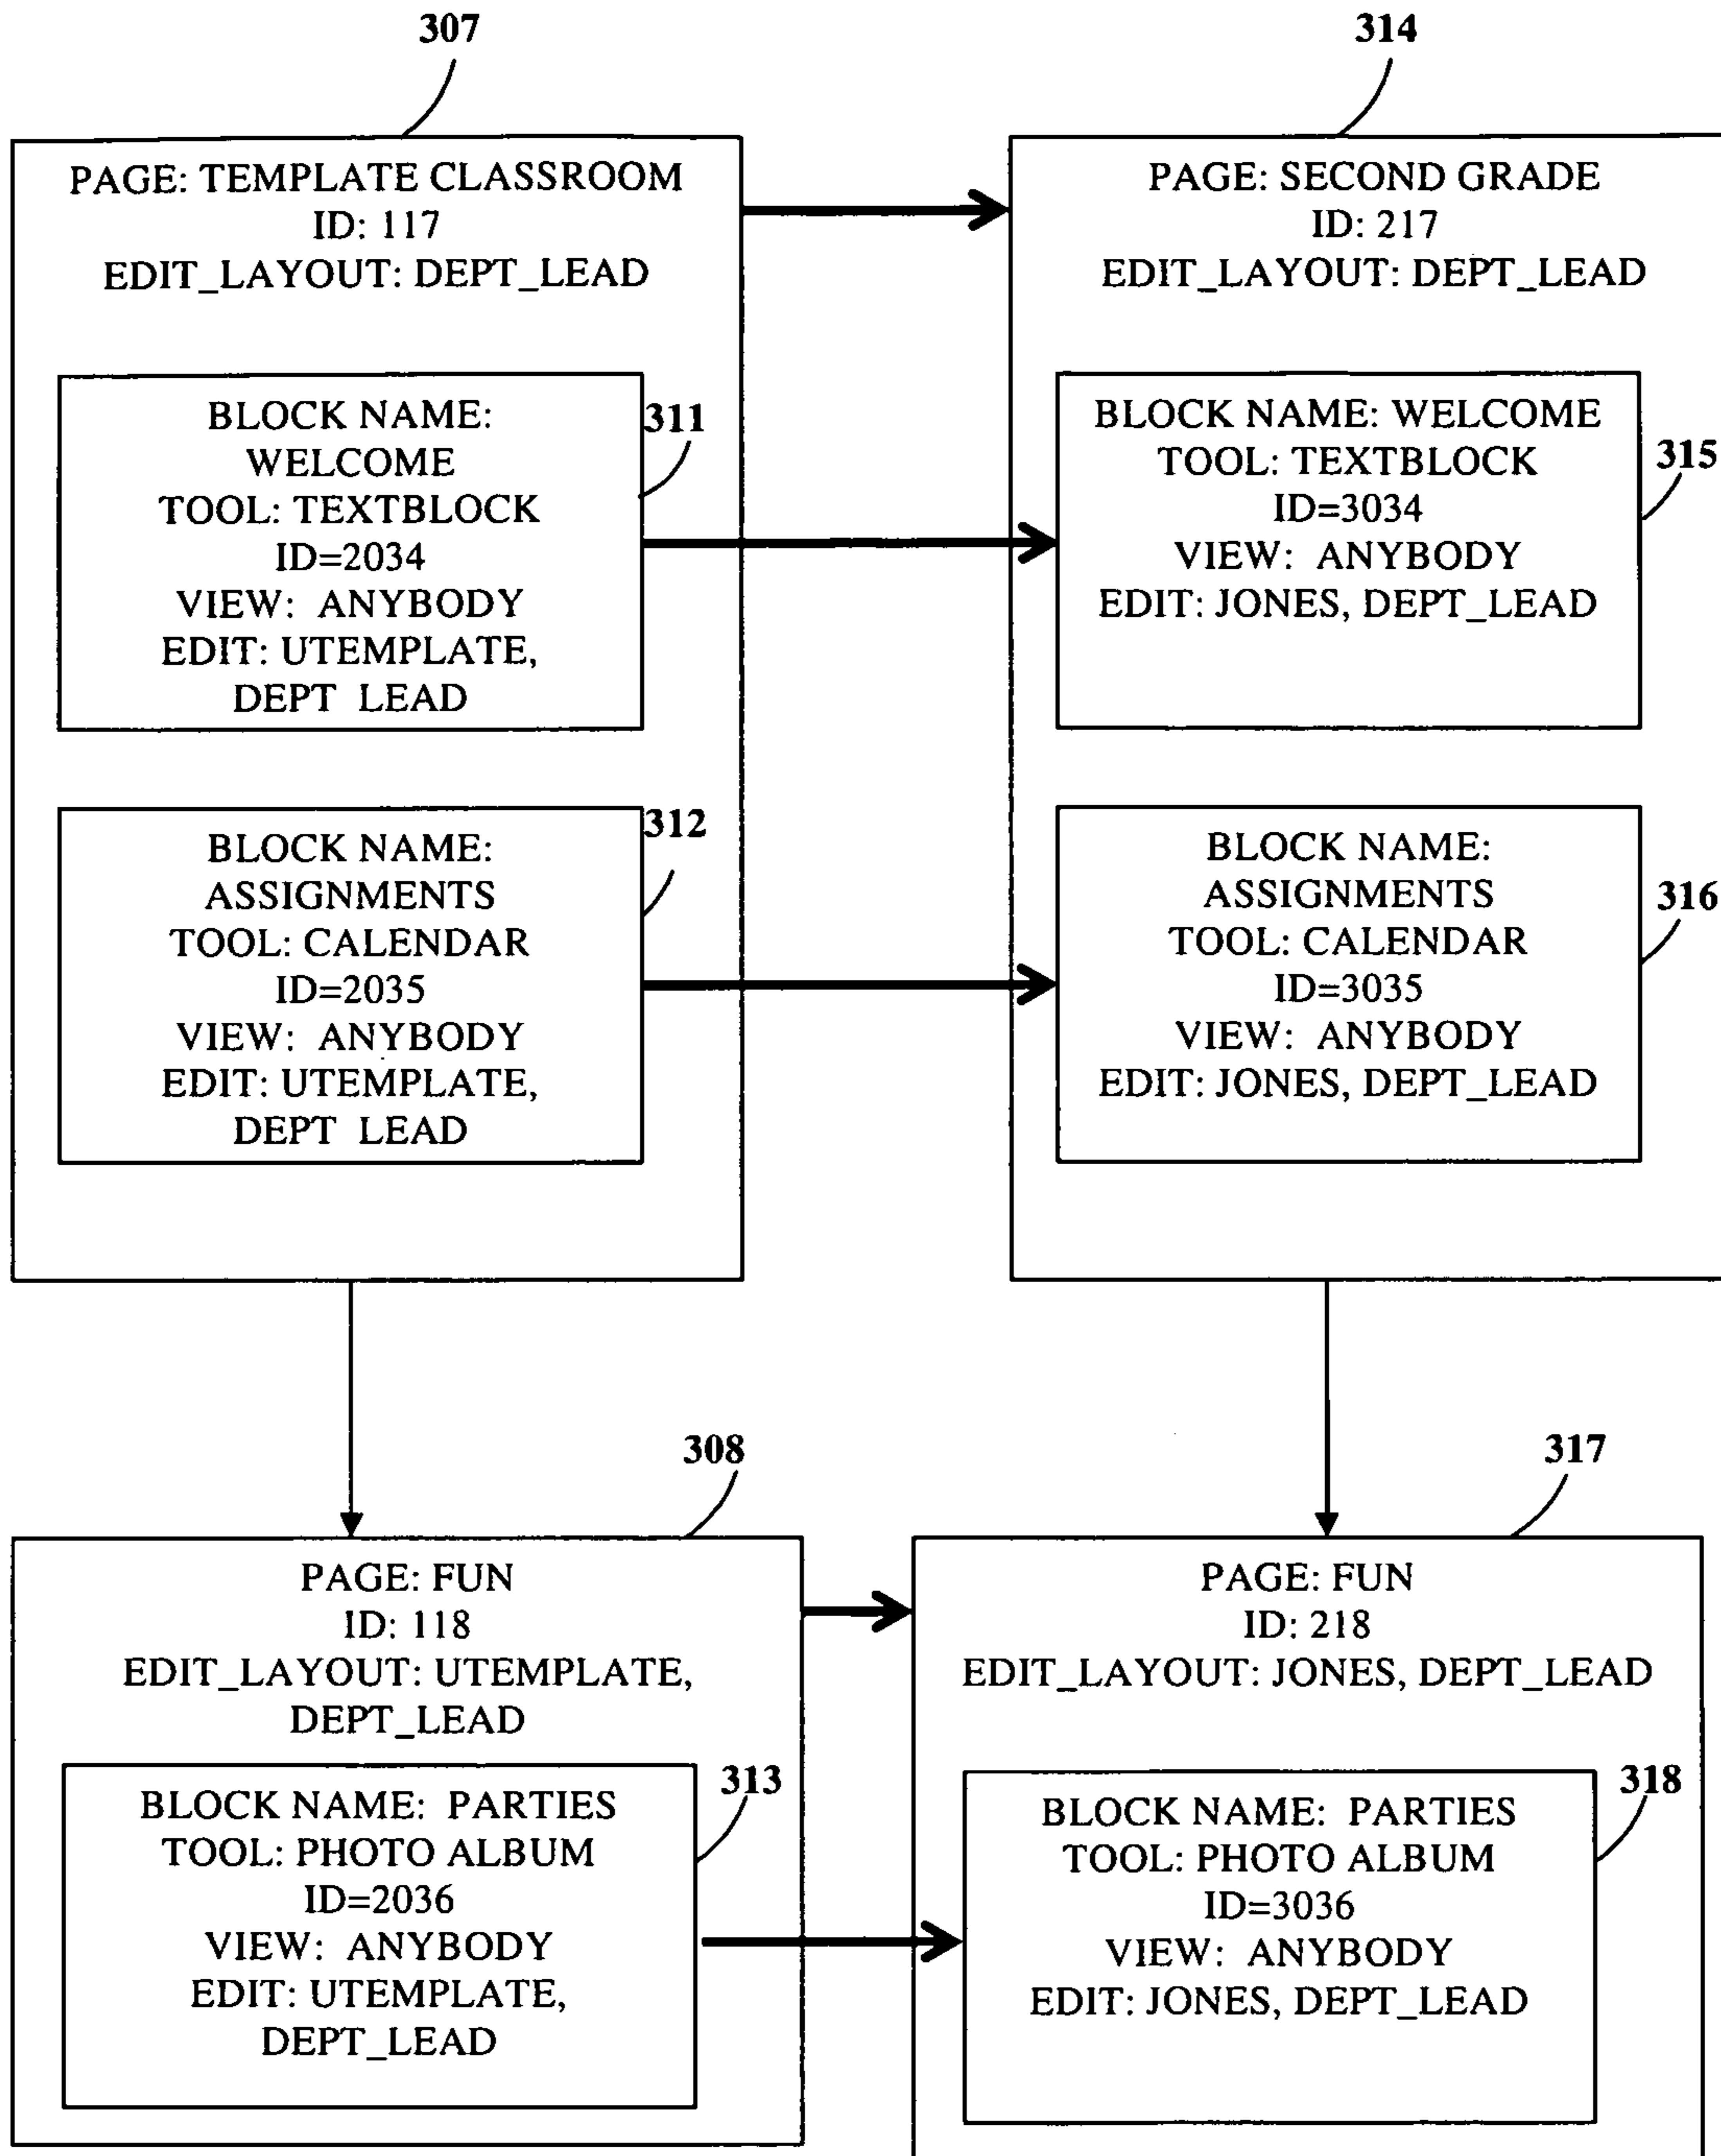 307
PAGE: TEMPLATE CLASSROOM
ID: 117
EDIT_LAYOUT: DEPT_LEAD
BLOCK NAME:
WELCOME
TOOL: TEXTBLOCK
ID=2034
VIEW: ANYBODY
EDIT: UTEMPLATE,
DEPT LEAD
311
BLOCK NAME:
ASSIGNMENTS
TOOL: CALENDAR
ID=2035
VIEW: ANYBODY
EDIT: UTEMPLATE,
DEPT LEAD
312
314
PAGE: SECOND GRADE
ID: 217
EDIT_LAYOUT: DEPT_LEAD
BLOCK NAME: WELCOME
TOOL: TEXTBLOCK
ID=3034
VIEW: ANYBODY
EDIT: JONES, DEPT_LEAD
315
BLOCK NAME:
ASSIGNMENTS
TOOL: CALENDAR
ID=3035
VIEW: ANYBODY
EDIT: JONES, DEPT_LEAD
316
308
PAGE: FUN
ID: 118
EDIT_LAYOUT: UTEMPLATE,
DEPT_LEAD
BLOCK NAME: PARTIES
TOOL: PHOTO ALBUM
ID=2036
VIEW: ANYBODY
EDIT: UTEMPLATE,
DEPT_LEAD
313
317
PAGE: FUN
ID: 218
EDIT_LAYOUT: JONES, DEPT_LEAD
BLOCK NAME: PARTIES
TOOL: PHOTO ALBUM
ID=3036
VIEW: ANYBODY
EDIT: JONES, DEPT_LEAD
318